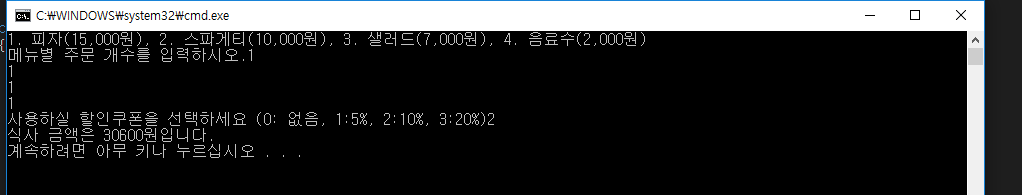 C:\WINDOWS\system32\cmd.exe
1. 피자(15,000원), 2. 스파게티(10,000원), 3. 샐러드(7,000원), 4. 음료수(2,000원)
메뉴별 주문 개수를 입력하시오.1
1
1
1
사용하실 할인쿠폰을 선택하세요 (0: 없음, 1:5%, 2:10%, 3:20%)2
식사 금액은 30600원입니다.
계속하려면 아무 키나 누르십시오 . . .